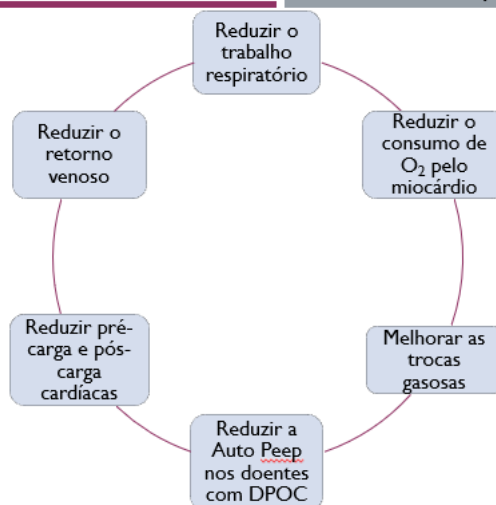 Reduzir o
trabalho
respiratório
Reduzir o
consumo de
O₂ pelo
miocárdio
Melhorar as
trocas
gasosas
Reduzir a
Auto Peep
nos doentes
com DPOC
Reduzir pré-
carga e pós-
carga
cardíacas
Reduzir o
retorno
venoso